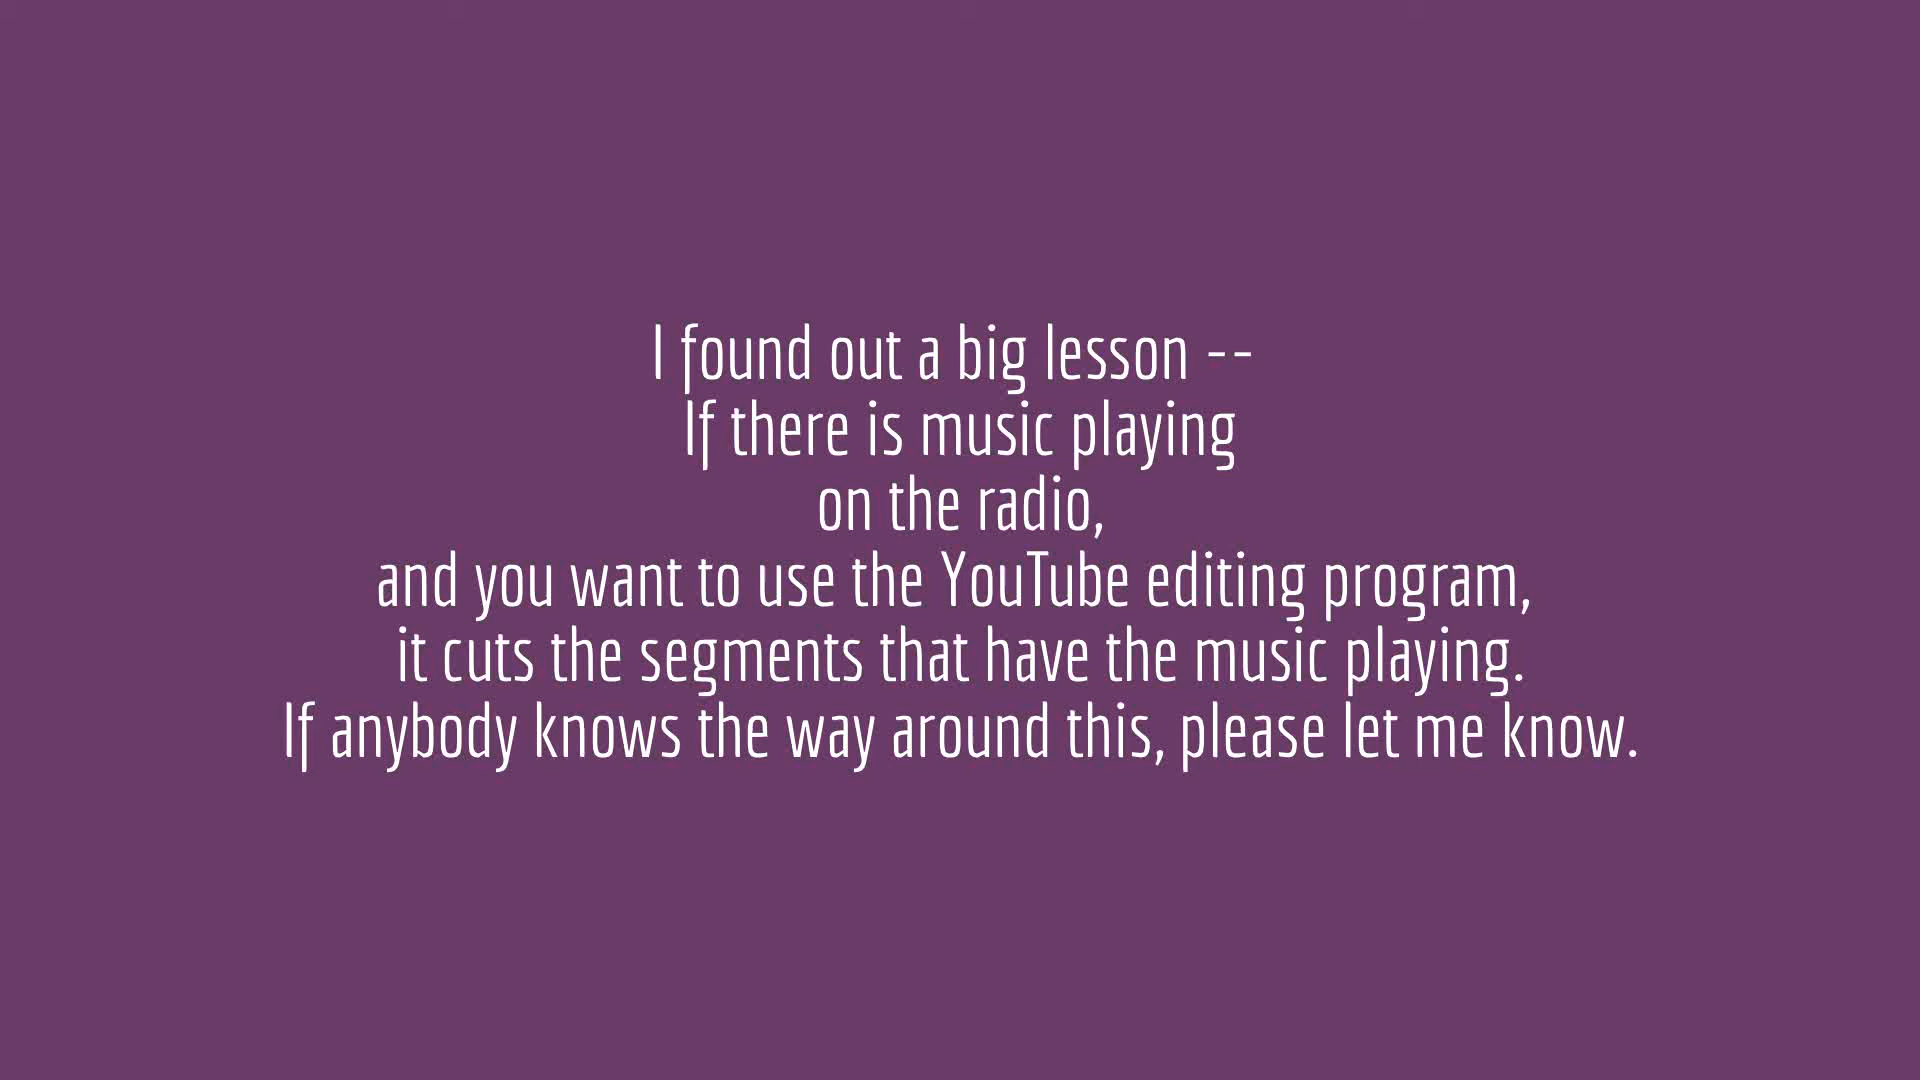 I found out a big lesson --
If there is music playing
on the radio,
and you want to use the YouTube editing program,
it cuts the segments that have the music playing.
If anybody knows the way around this, please let me know.